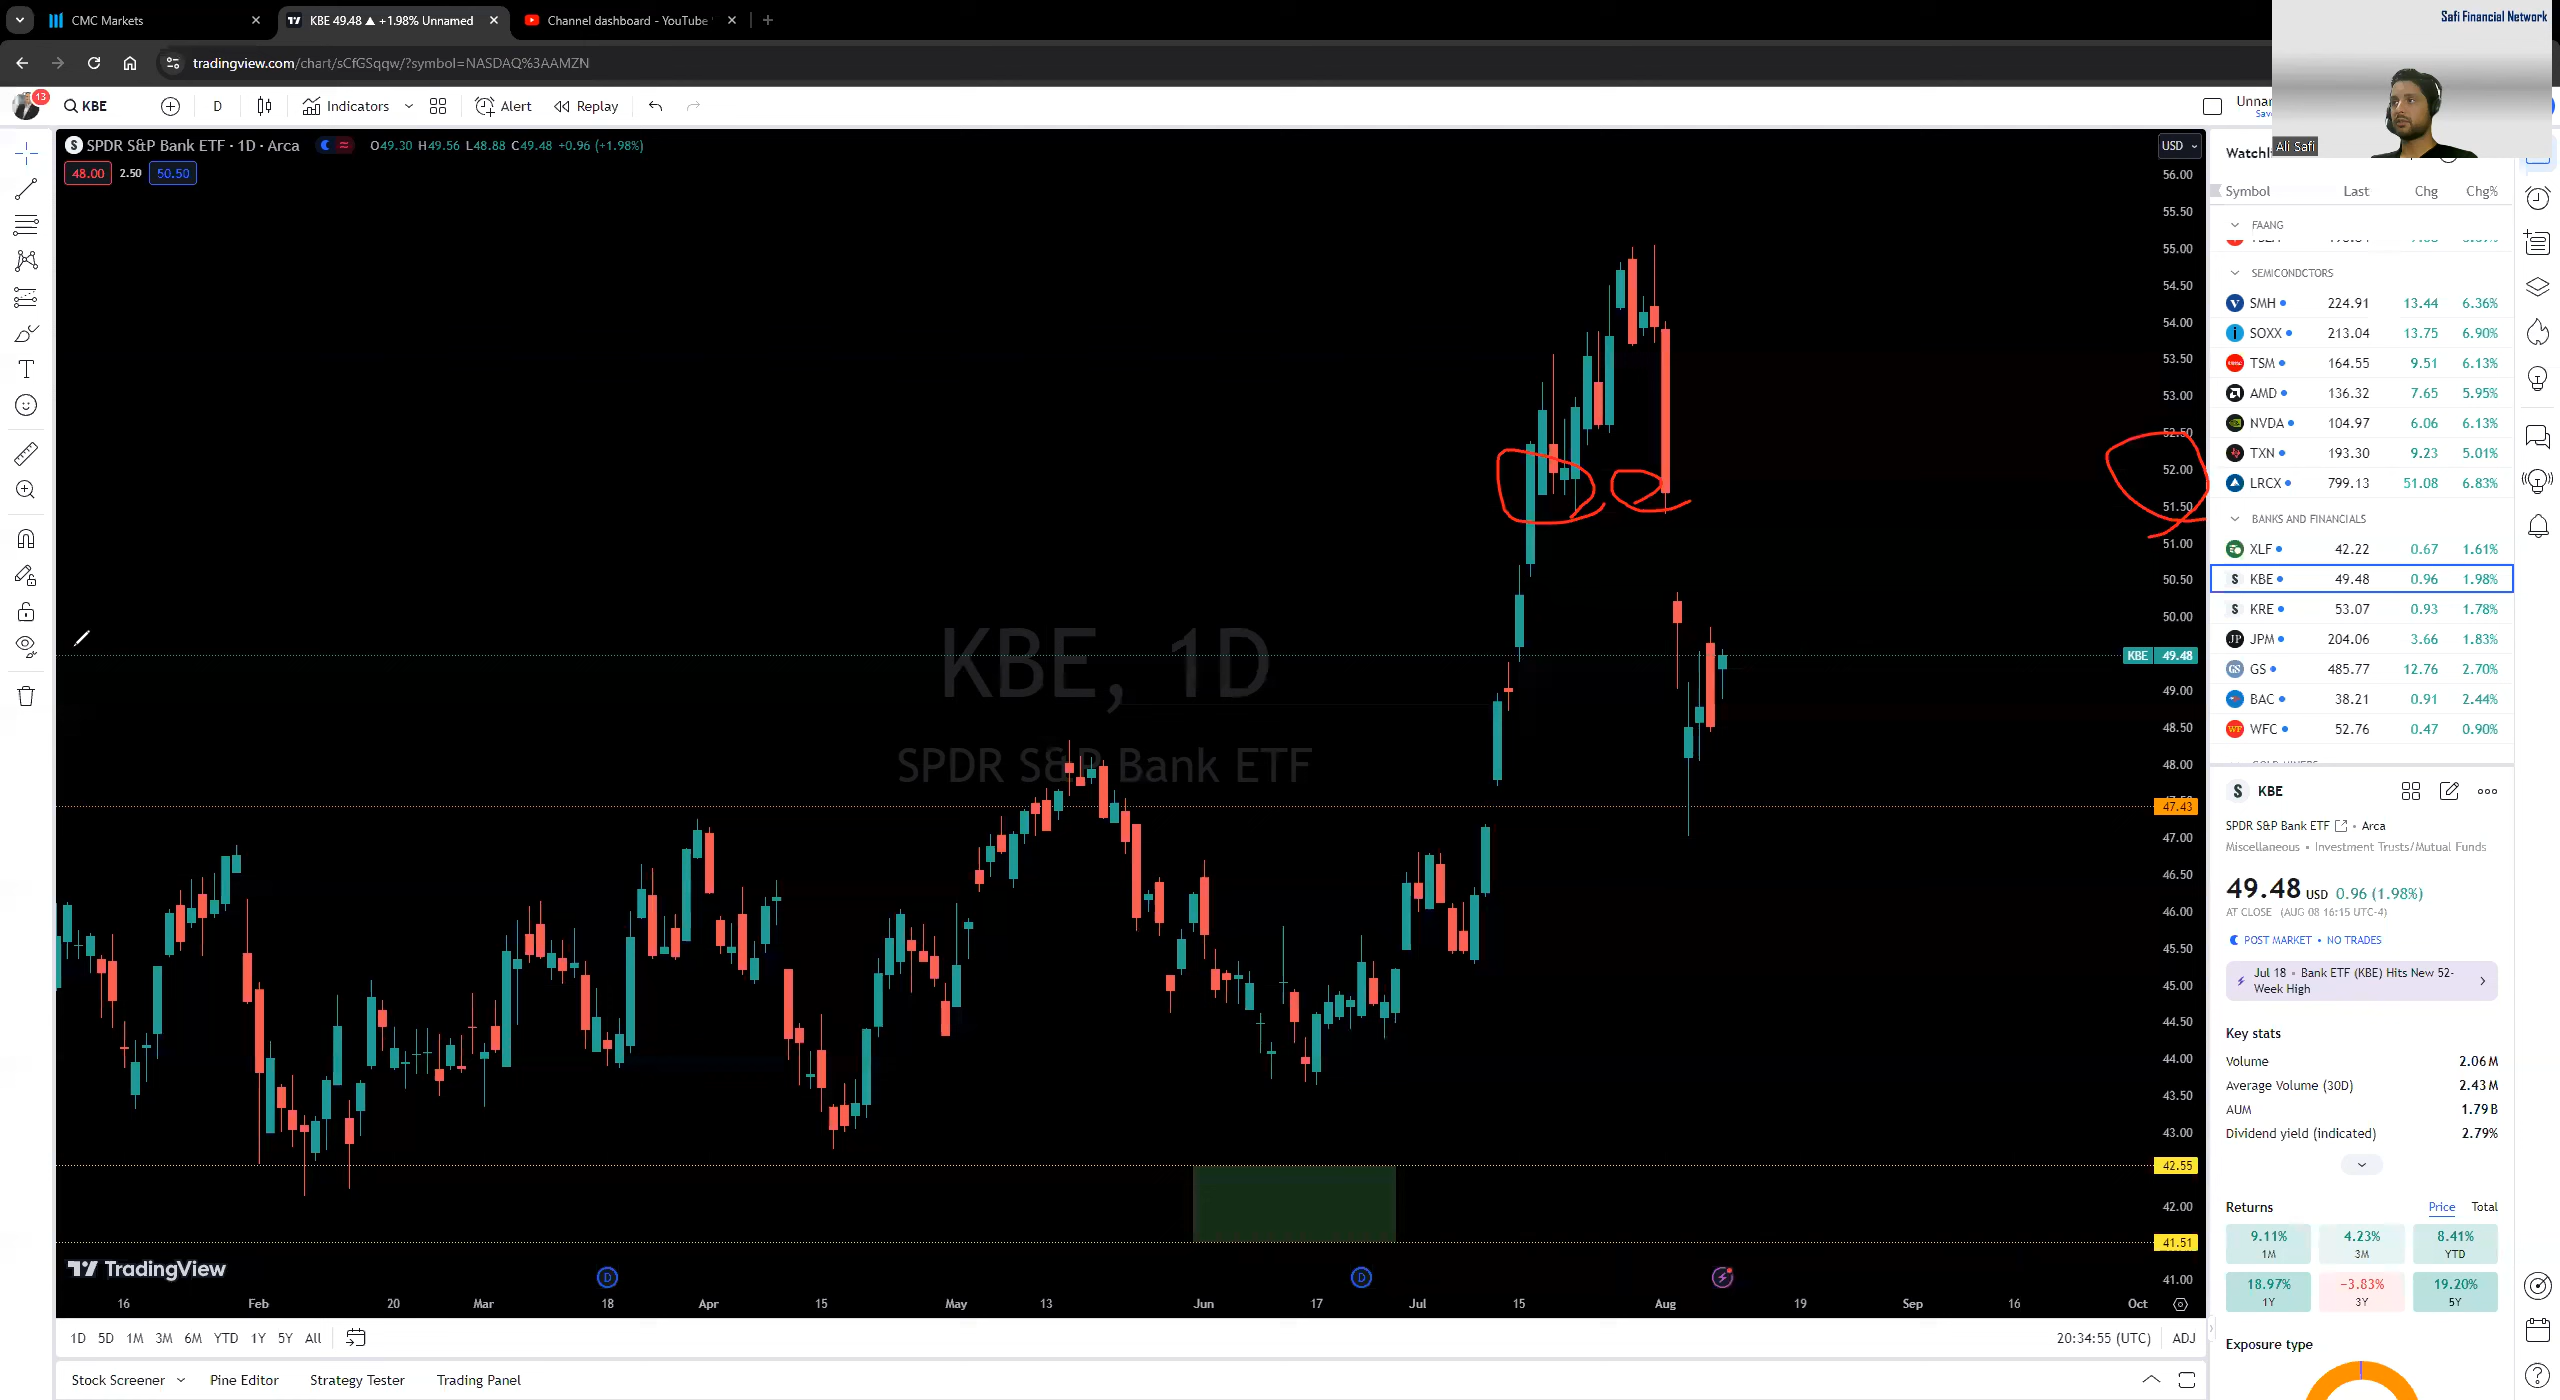 CMC Markets
KBE 49.48 ▲ +1.98% Unnamed
Channel dashboard - YouTube
Safi Financial Network
tradingview.com/chart/sCfGSqqw/?symbol=NASDAQ%3AAMZN
13
KBE
D
Indicators
Alert
Replay
Ali Safi
SPDR S&P Bank ETF · 1D · Arca
O49.30 H49.56 L48.88 C49.48 +0.96 (+1.98%)
48.00 2.50 50.50
USD
56.00
55.50
55.00
54.50
54.00
53.50
53.00
52.50
52.00
51.50
51.00
50.50
50.00
KBE 49.48
49.00
48.50
48.00
47.43
47.00
46.50
46.00
45.50
45.00
44.50
44.00
43.50
43.00
42.55
42.00
41.51
41.00
KBE, 1D
SPDR S&P Bank ETF
TradingView
D
D
16 Feb 20 Mar 18 Apr 15 May 13 Jun 17 Jul 15 Aug 19 Sep 16 Oct
1D 5D 1M 3M 6M YTD 1Y 5Y All
20:34:55 (UTC) ADJ
Stock Screener Pine Editor Strategy Tester Trading Panel
Symbol Last Chg Chg%
FAANG
SEMICONDCTORS
SMH 224.91 13.44 6.36%
SOXX 213.04 13.75 6.90%
TSM 164.55 9.51 6.13%
AMD 136.32 7.65 5.95%
NVDA 104.97 6.06 6.13%
TXN 193.30 9.23 5.01%
LRCX 799.13 51.08 6.83%
BANKS AND FINANCIALS
XLF 42.22 0.67 1.61%
KBE 49.48 0.96 1.98%
KRE 53.07 0.93 1.78%
JPM 204.06 3.66 1.83%
GS 485.77 12.76 2.70%
BAC 38.21 0.91 2.44%
WFC 52.76 0.47 0.90%
KBE
SPDR S&P Bank ETF • Arca
Miscellaneous • Investment Trusts/Mutual Funds
49.48 USD 0.96 (1.98%)
AT CLOSE (AUG 08 16:15 UTC-4)
POST MARKET • NO TRADES
Jul 18 • Bank ETF (KBE) Hits New 52-
Week High
Key stats
Volume 2.06M
Average Volume (30D) 2.43M
AUM 1.79B
Dividend yield (indicated) 2.79%
Returns Price Total
9.11% 4.23% 8.41%
1M 3M YTD
18.97% −3.83% 19.20%
1Y 3Y 5Y
Exposure type